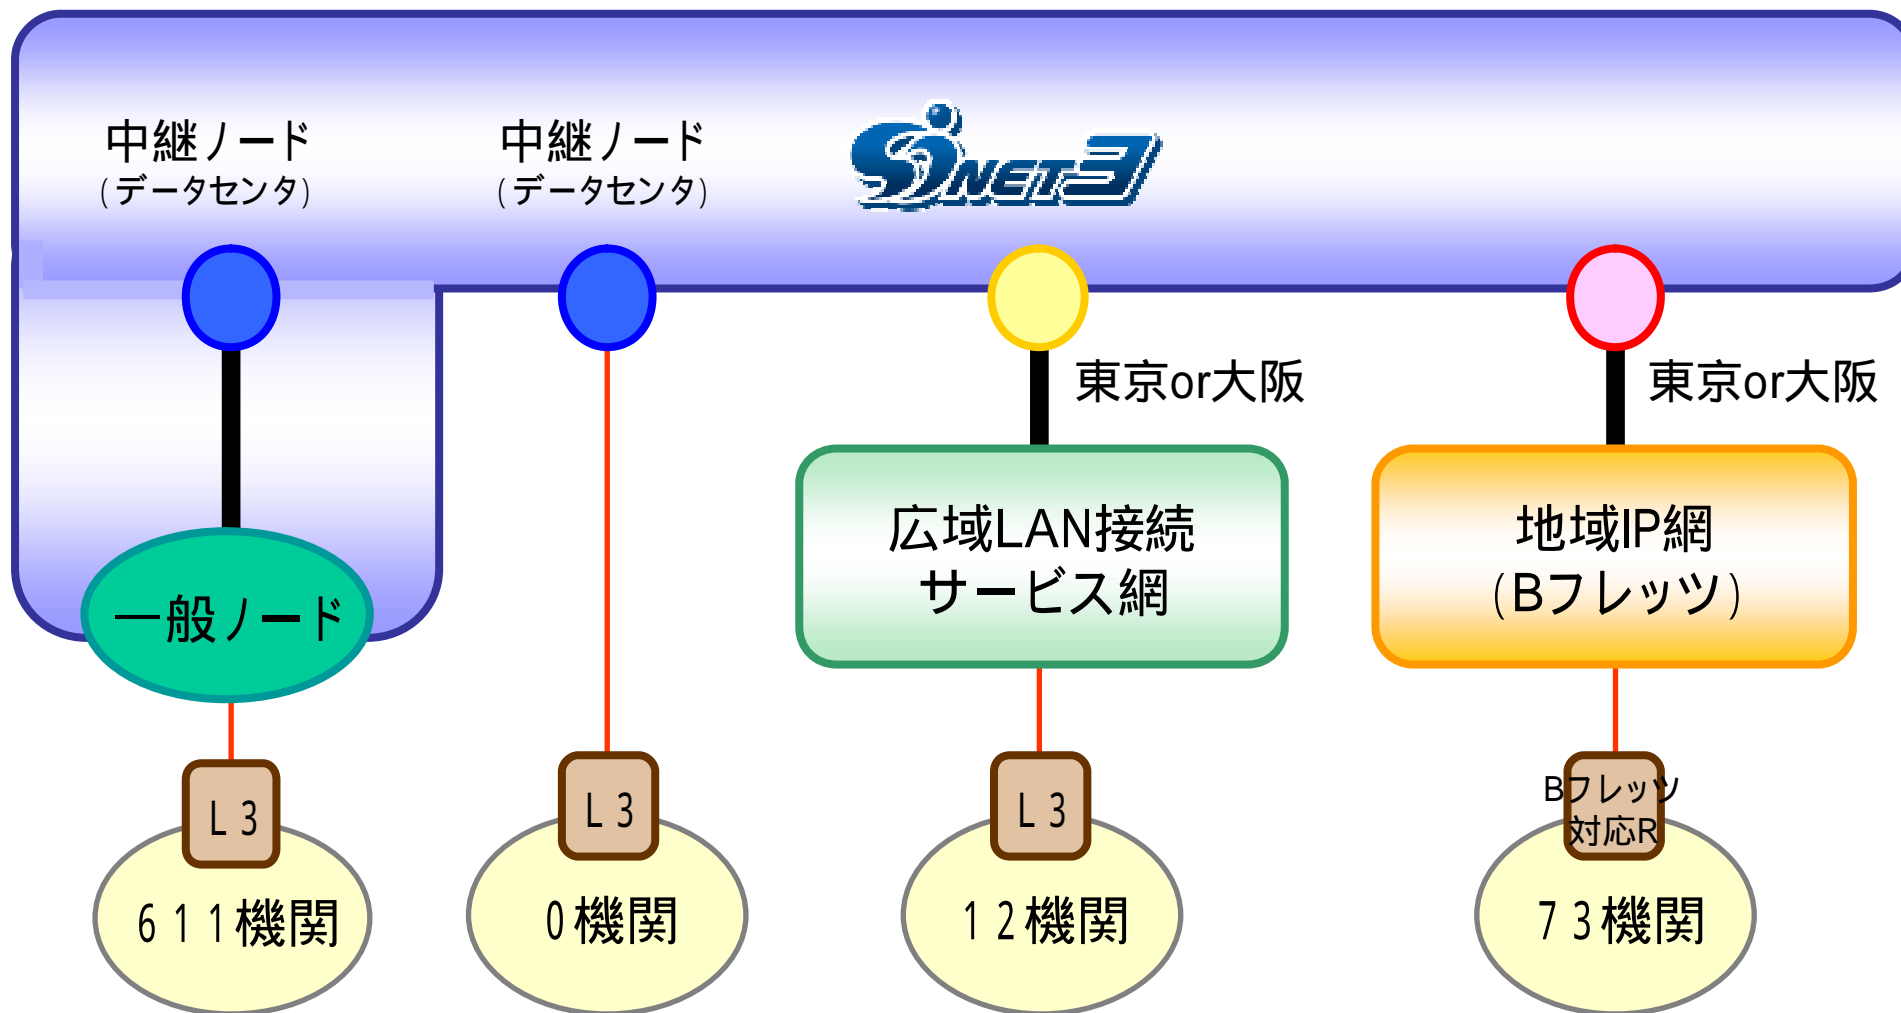 中継ノード
(データセンタ)
中継ノード
(データセンタ)
SINET3
東京or大阪
東京or大阪
広域LAN接続
サービス網
地域IP網
(Bフレッツ)
一般ノード
L3
L3
L3
Bフレッツ
対応R
611機関
0機関
12機関
73機関